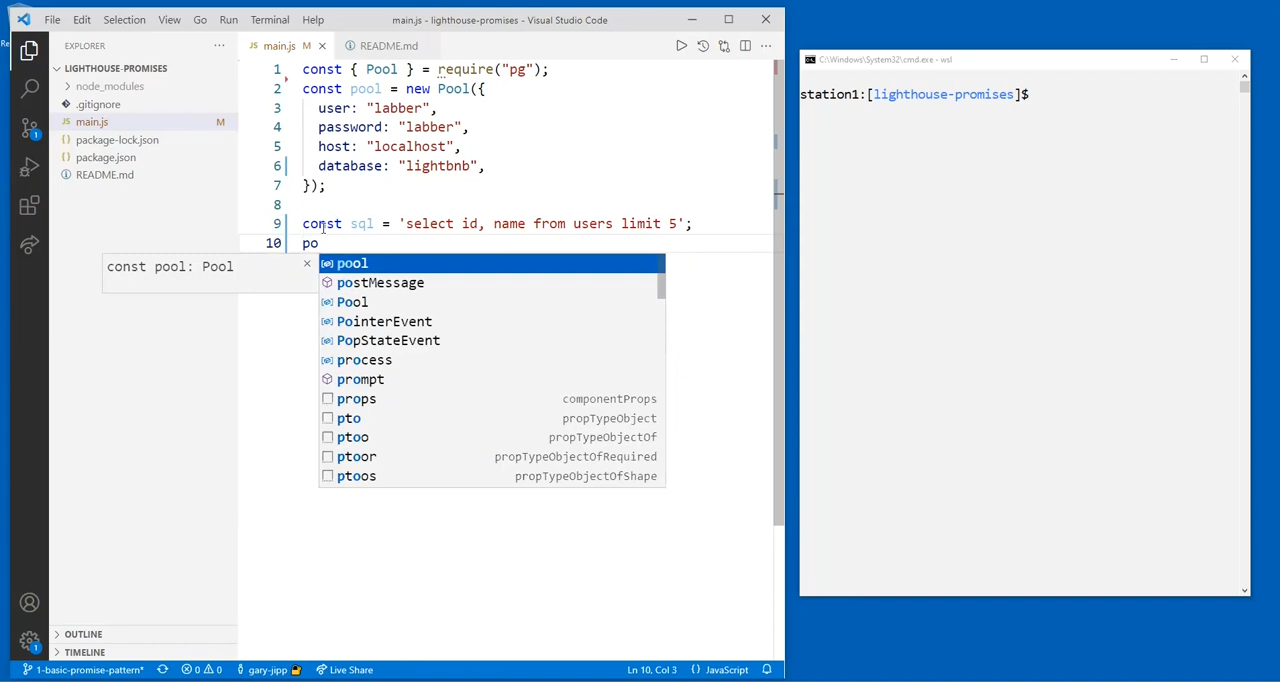 File Edit Selection View Go Run Terminal Help main.js - lighthouse-promises - Visual Studio Code
EXPLORER
LIGHTHOUSE-PROMISES
node_modules
.gitignore
main.js M
package-lock.json
package.json
README.md
OUTLINE
TIMELINE
main.js M README.md
1 const { Pool } = require("pg");
2 const pool = new Pool({
3 user: "labber",
4 password: "labber",
5 host: "localhost",
6 database: "lightbnb",
7 });
8
9 const sql = 'select id, name from users limit 5';
10 po
const pool: Pool
pool
postMessage
Pool
PointerEvent
PopStateEvent
process
prompt
props componentProps
pto propTypeObject
ptoo propTypeObjectOf
ptoor propTypeObjectOfRequired
ptoos propTypeObjectOfShape
1-basic-promise-pattern* 0 0 gary-jipp Live Share Ln 10, Col 3 JavaScript
C:\Windows\System32\cmd.exe - wsl
station1:[lighthouse-promises]$
Re
1
1